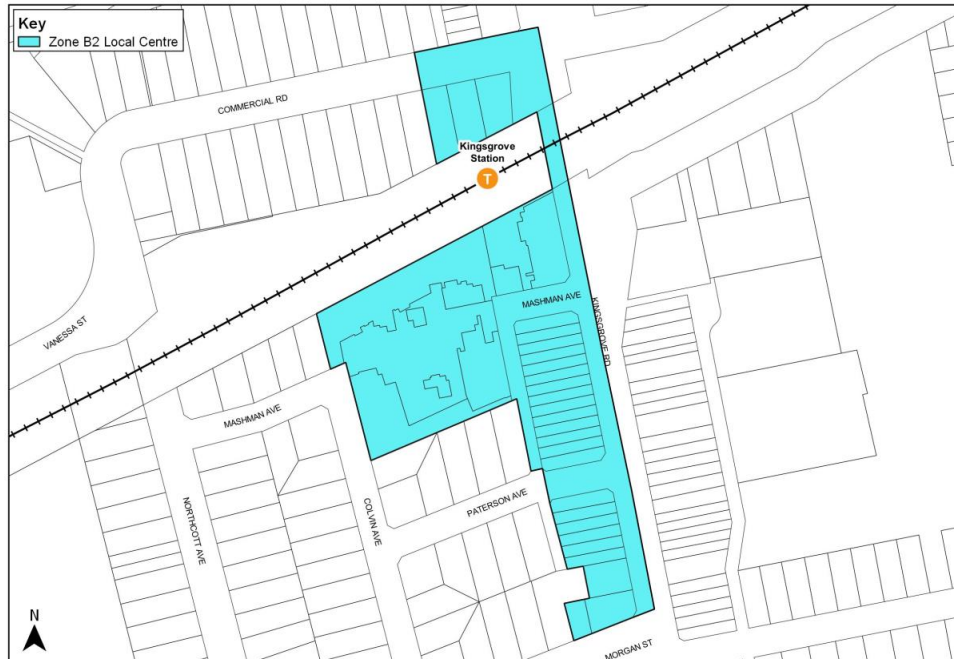 Key
Zone B2 Local Centre
COMMERCIAL RD
Kingsgrove
Station
T
MASHMAN AVE
KINGSGROVE RD
VANESSA ST
MASHMAN AVE
PATERSON AVE
COLVIN AVE
NORTHCOTT AVE
N
MORGAN ST